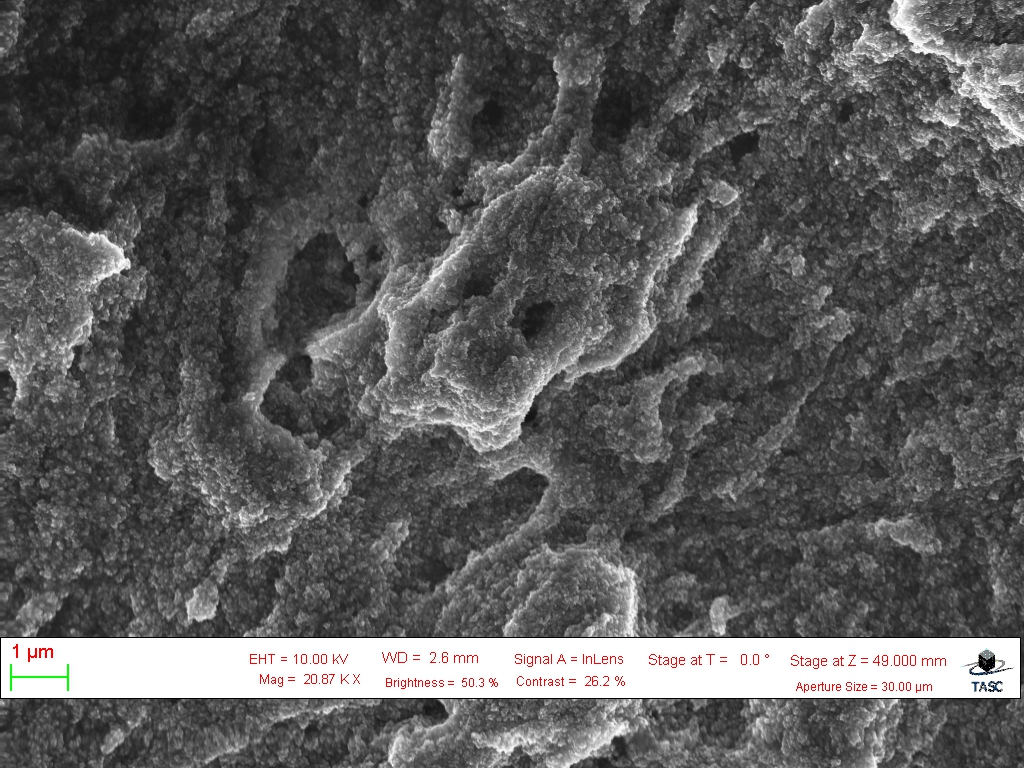 1 µm
EHT = 10.00 kV WD = 2.6 mm Signal A = InLens Stage at T = 0.0 ° Stage at Z = 49.000 mm
Mag = 20.87 K X Brightness = 50.3 % Contrast = 26.2 % Aperture Size = 30.00 µm
TASC